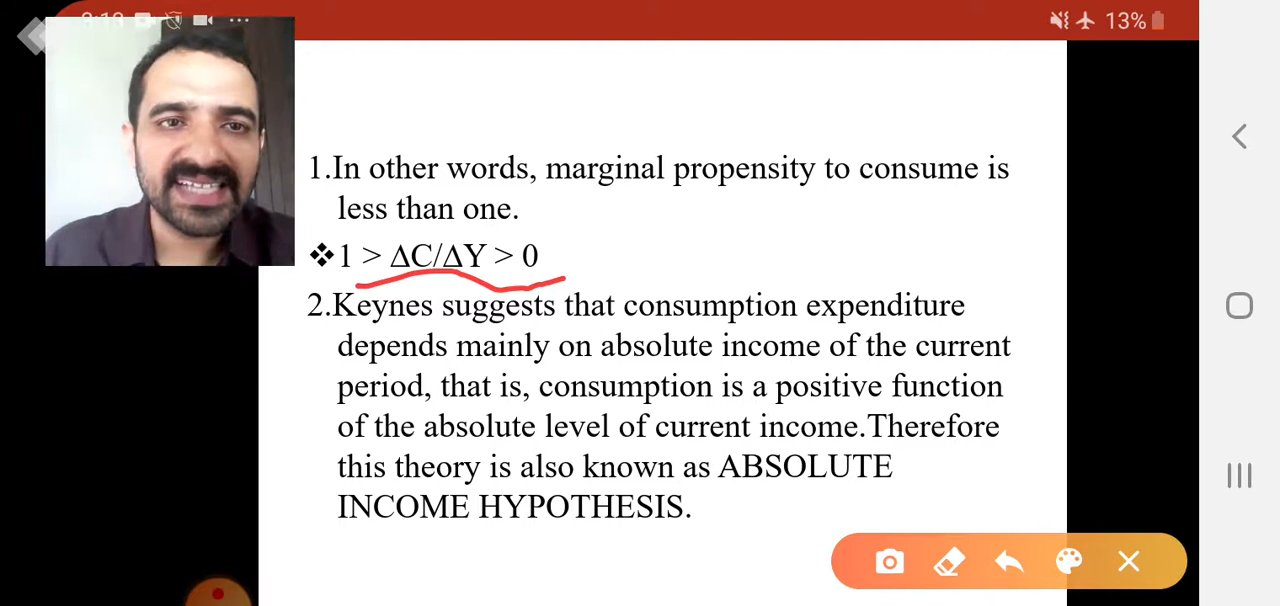 13%
1.In other words, marginal propensity to consume is
less than one.
❖1 > ΔC/ΔY > 0
2.Keynes suggests that consumption expenditure
depends mainly on absolute income of the current
period, that is, consumption is a positive function
of the absolute level of current income.Therefore
this theory is also known as ABSOLUTE
INCOME HYPOTHESIS.